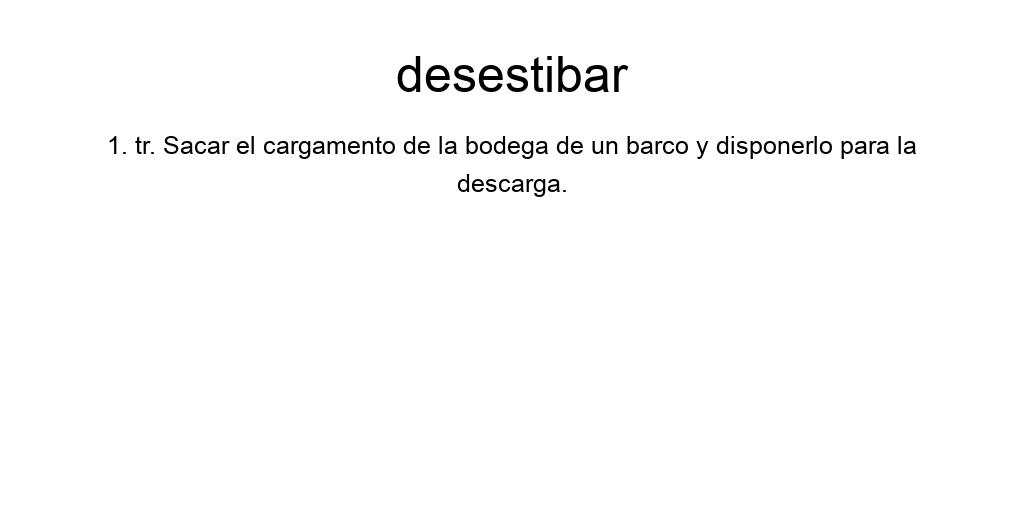 desestibar
1. tr. Sacar el cargamento de la bodega de un barco y disponerlo para la
descarga.